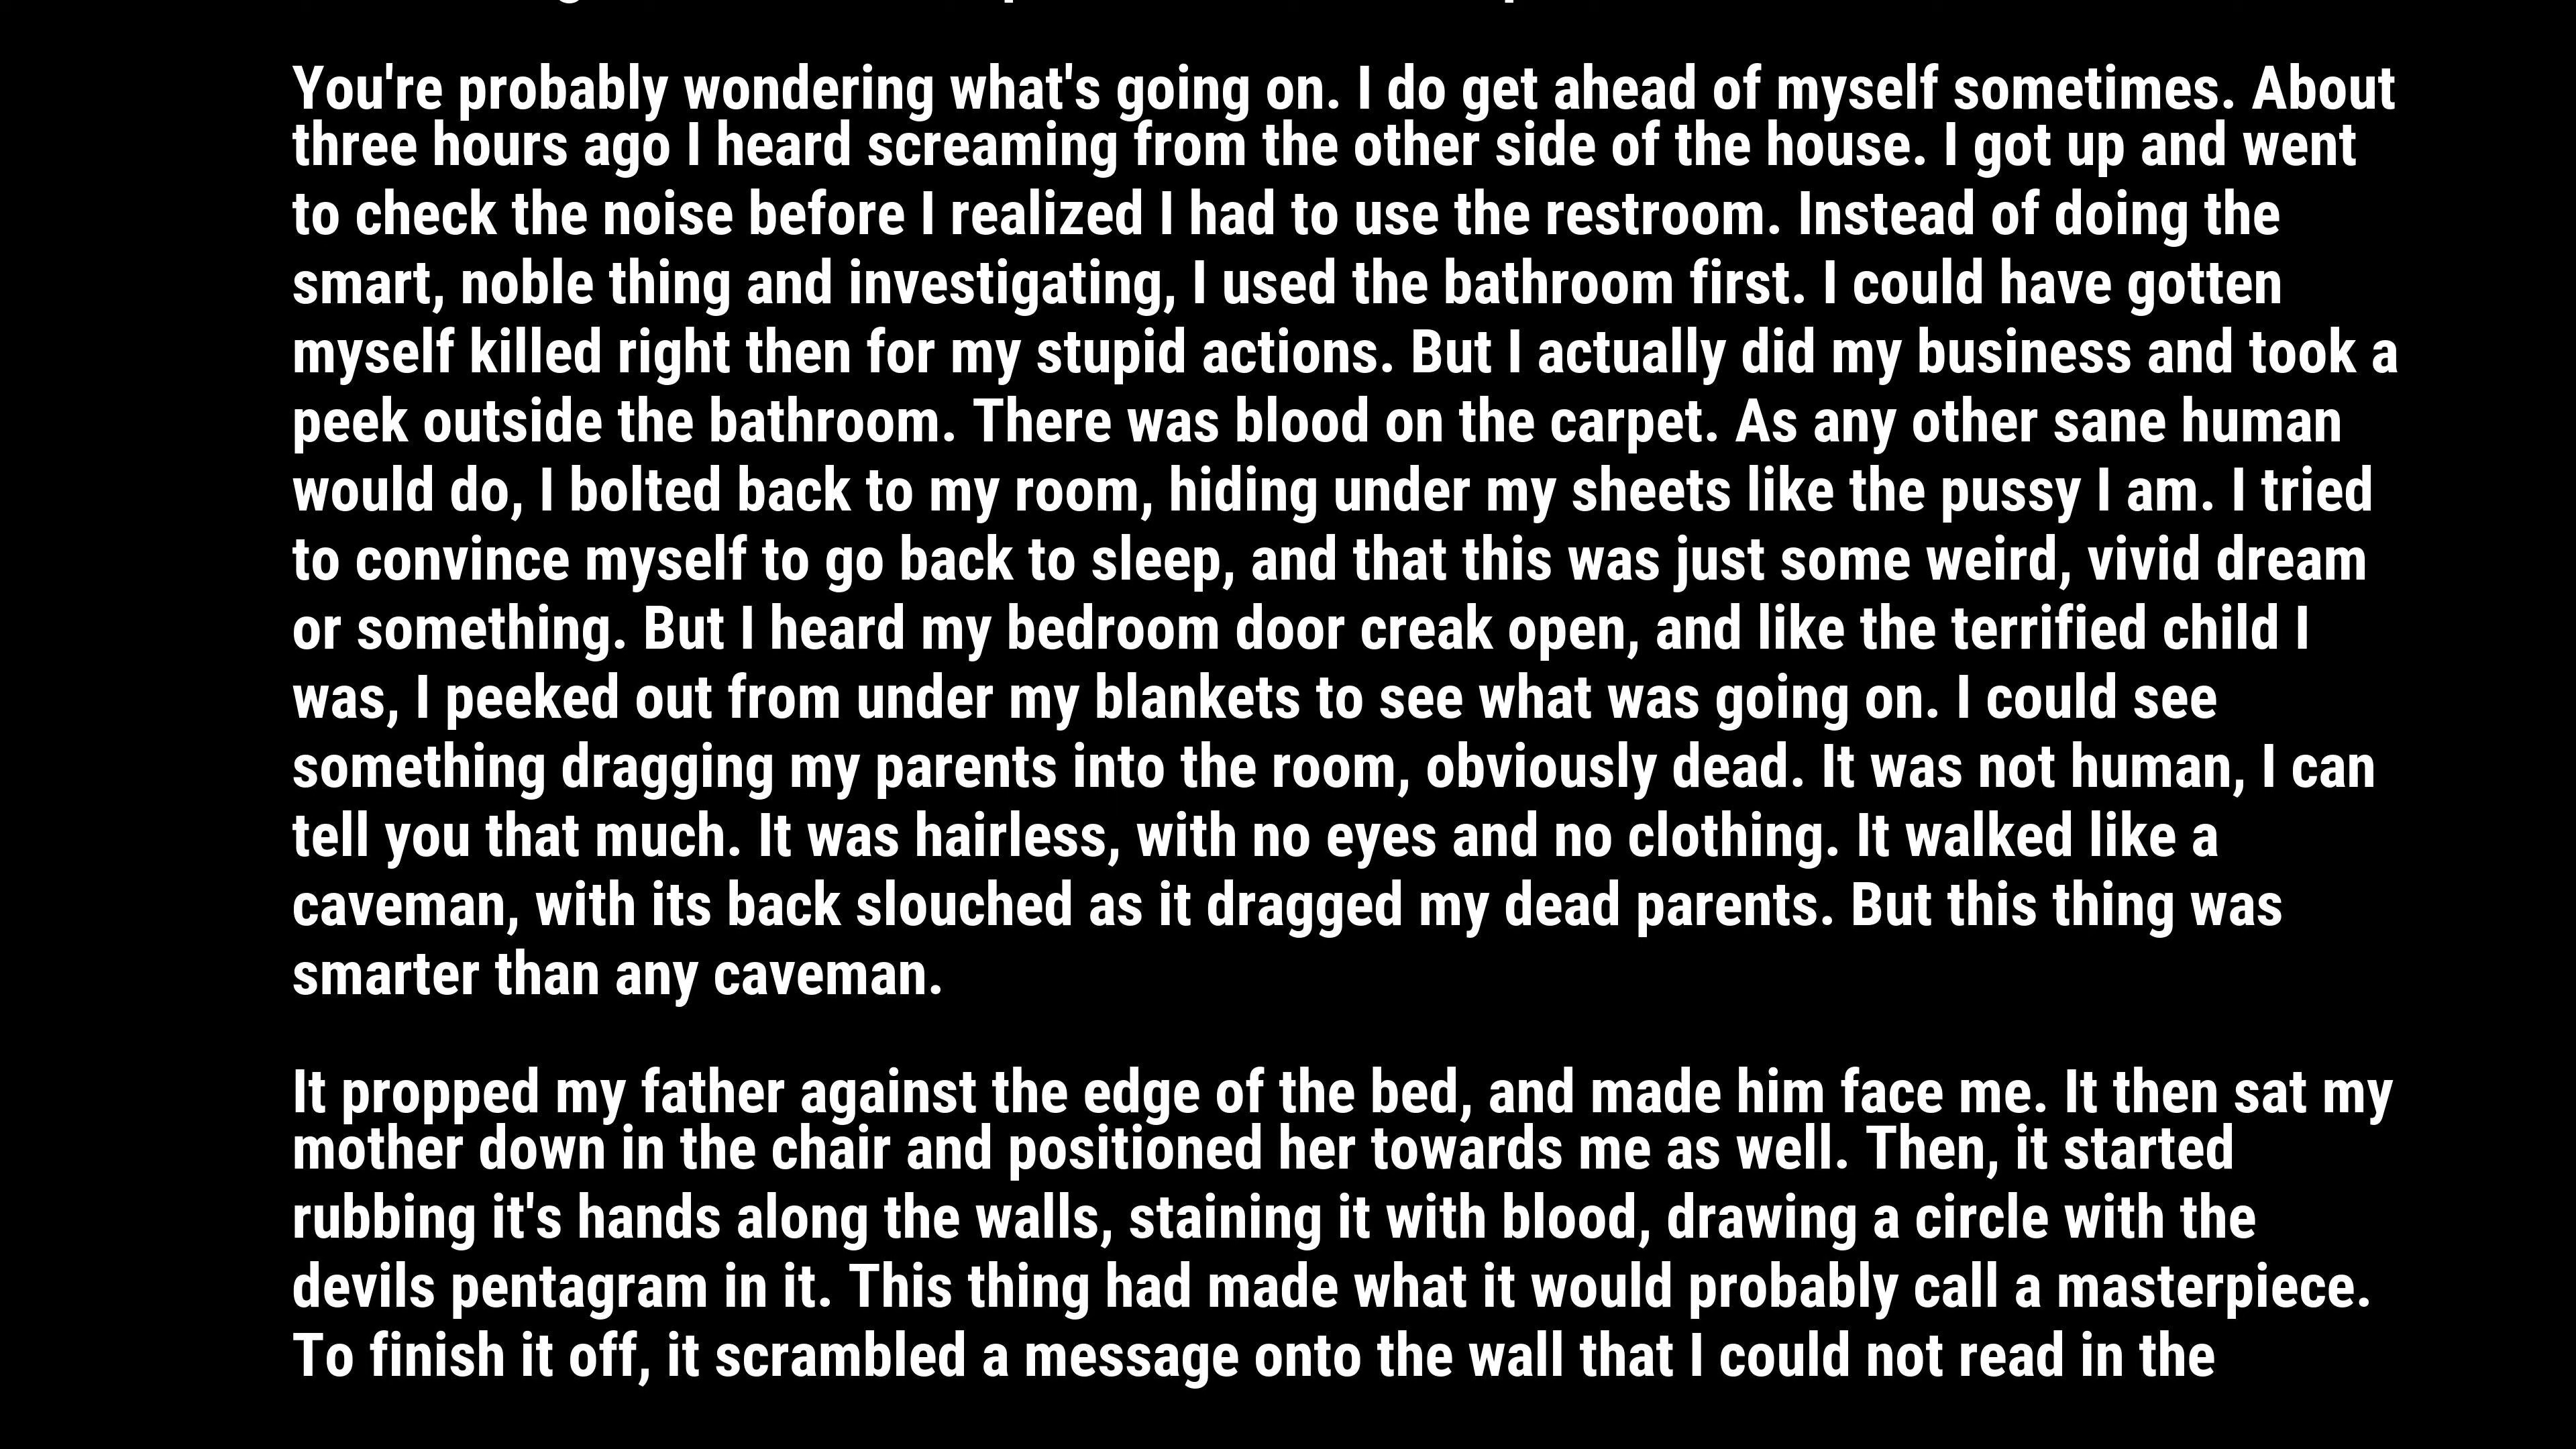 You're probably wondering what's going on. I do get ahead of myself sometimes. About
three hours ago I heard screaming from the other side of the house. I got up and went
to check the noise before I realized I had to use the restroom. Instead of doing the
smart, noble thing and investigating, I used the bathroom first. I could have gotten
myself killed right then for my stupid actions. But I actually did my business and took a
peek outside the bathroom. There was blood on the carpet. As any other sane human
would do, I bolted back to my room, hiding under my sheets like the pussy I am. I tried
to convince myself to go back to sleep, and that this was just some weird, vivid dream
or something. But I heard my bedroom door creak open, and like the terrified child I
was, I peeked out from under my blankets to see what was going on. I could see
something dragging my parents into the room, obviously dead. It was not human, I can
tell you that much. It was hairless, with no eyes and no clothing. It walked like a
caveman, with its back slouched as it dragged my dead parents. But this thing was
smarter than any caveman.
It propped my father against the edge of the bed, and made him face me. It then sat my
mother down in the chair and positioned her towards me as well. Then, it started
rubbing it's hands along the walls, staining it with blood, drawing a circle with the
devils pentagram in it. This thing had made what it would probably call a masterpiece.
To finish it off, it scrambled a message onto the wall that I could not read in the